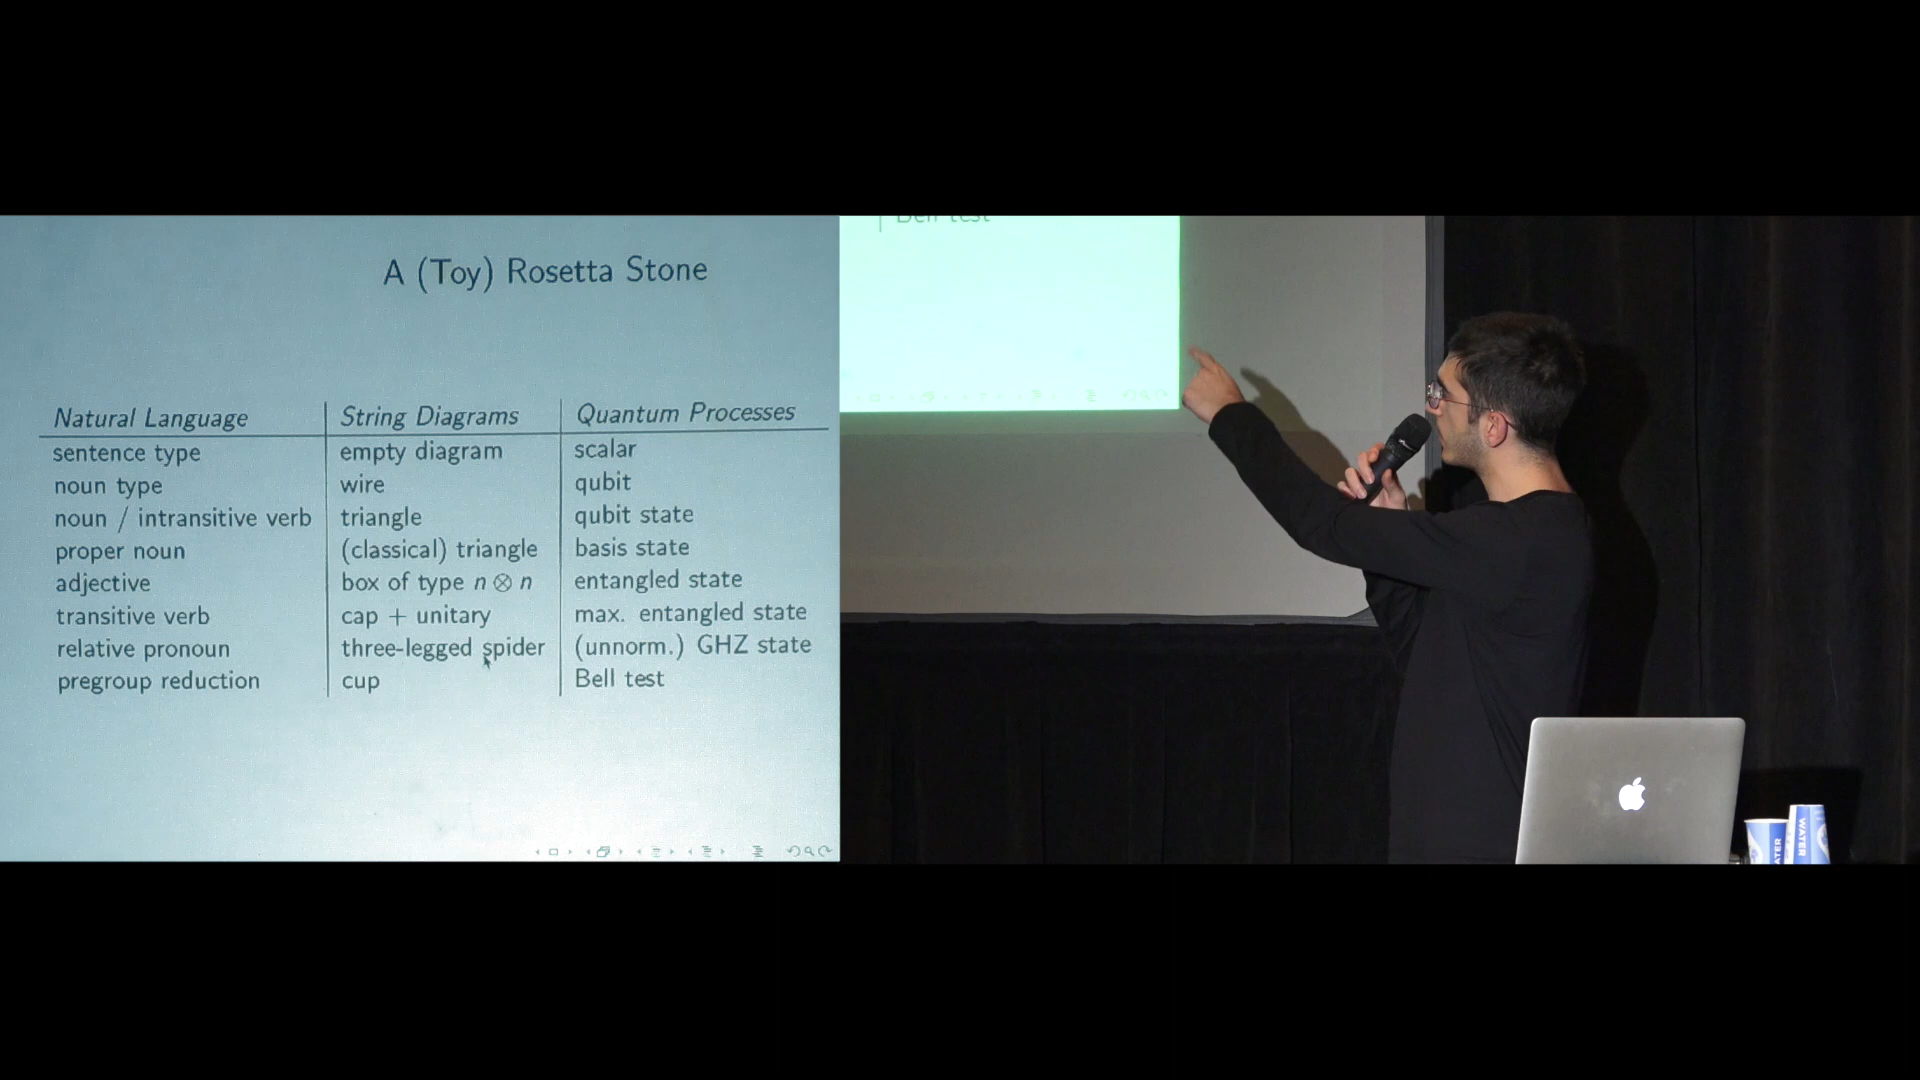 A (Toy) Rosetta Stone
Natural Language String Diagrams Quantum Processes
sentence type empty diagram scalar
noun type wire qubit
noun / intransitive verb triangle qubit state
proper noun (classical) triangle basis state
adjective box of type n ⊗ n entangled state
transitive verb cap + unitary max. entangled state
relative pronoun three-legged spider (unnorm.) GHZ state
pregroup reduction cup Bell test
Bell test
WATER
WATER